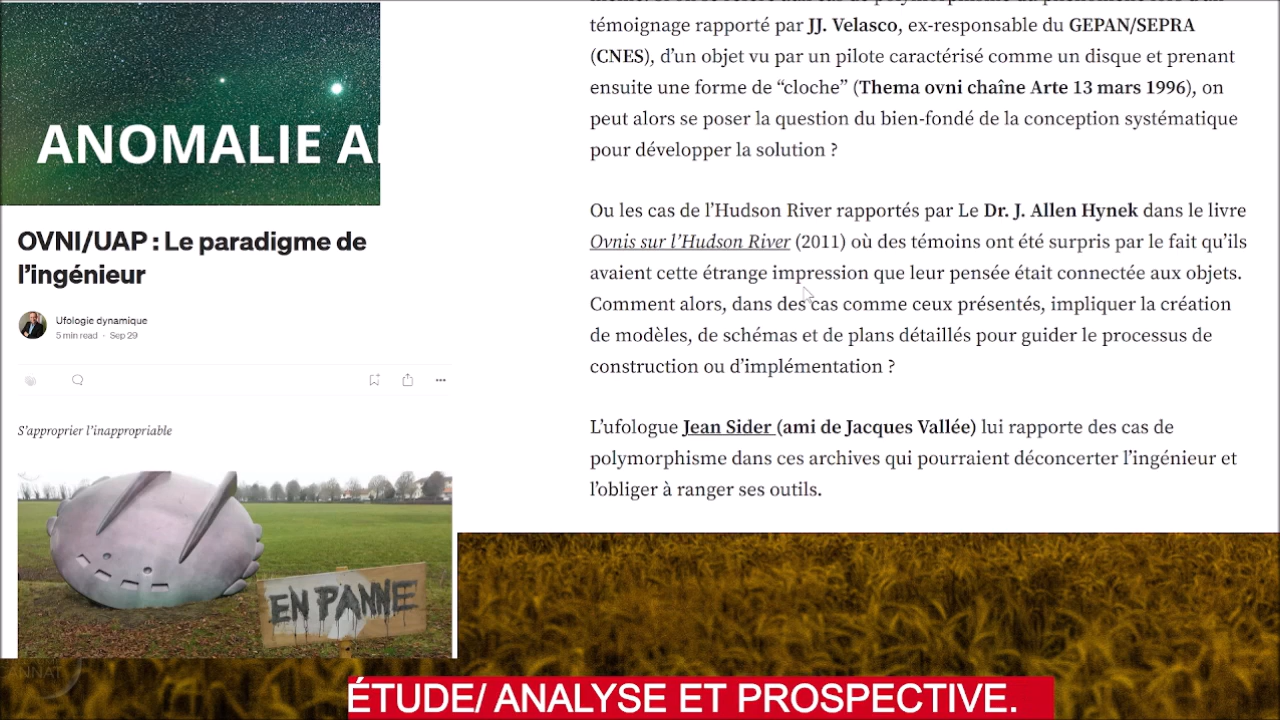 ANOMALIE
OVNI/UAP : Le paradigme de
l’ingénieur
Ufologie dynamique
5 min read · Sep 29
S’approprier l’inappropriable
EN PANNE
témoignage rapporté par JJ. Velasco, ex-responsable du GEPAN/SEPRA
(CNES), d’un objet vu par un pilote caractérisé comme un disque et prenant
ensuite une forme de “cloche” (Thema ovni chaîne Arte 13 mars 1996), on
peut alors se poser la question du bien-fondé de la conception systématique
pour développer la solution ?
Ou les cas de l’Hudson River rapportés par Le Dr. J. Allen Hynek dans le livre
Ovnis sur l’Hudson River (2011) où des témoins ont été surpris par le fait qu’ils
avaient cette étrange impression que leur pensée était connectée aux objets.
Comment alors, dans des cas comme ceux présentés, impliquer la création
de modèles, de schémas et de plans détaillés pour guider le processus de
construction ou d’implémentation ?
L’ufologue Jean Sider (ami de Jacques Vallée) lui rapporte des cas de
polymorphisme dans ces archives qui pourraient déconcerter l’ingénieur et
l’obliger à ranger ses outils.
ANNAT
ÉTUDE/ ANALYSE ET PROSPECTIVE.